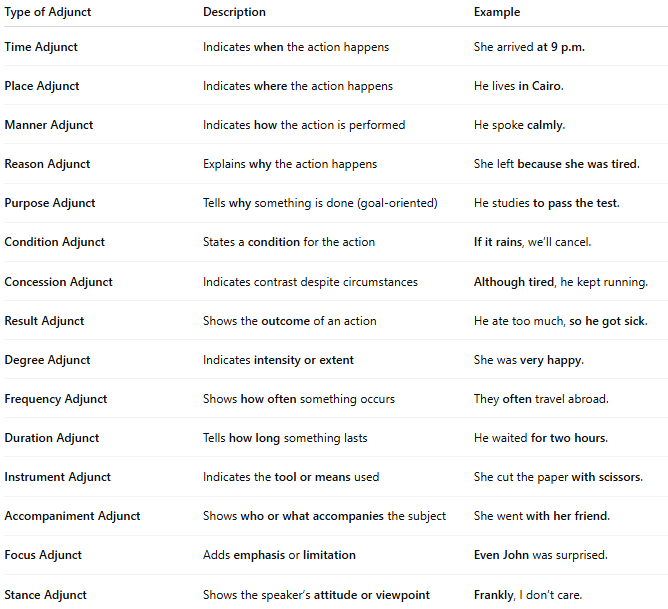 Type of Adjunct Description Example
Time Adjunct Indicates when the action happens She arrived at 9 p.m.
Place Adjunct Indicates where the action happens He lives in Cairo.
Manner Adjunct Indicates how the action is performed He spoke calmly.
Reason Adjunct Explains why the action happens She left because she was tired.
Purpose Adjunct Tells why something is done (goal-oriented) He studies to pass the test.
Condition Adjunct States a condition for the action If it rains, we’ll cancel.
Concession Adjunct Indicates contrast despite circumstances Although tired, he kept running.
Result Adjunct Shows the outcome of an action He ate too much, so he got sick.
Degree Adjunct Indicates intensity or extent She was very happy.
Frequency Adjunct Shows how often something occurs They often travel abroad.
Duration Adjunct Tells how long something lasts He waited for two hours.
Instrument Adjunct Indicates the tool or means used She cut the paper with scissors.
Accompaniment Adjunct Shows who or what accompanies the subject She went with her friend.
Focus Adjunct Adds emphasis or limitation Even John was surprised.
Stance Adjunct Shows the speaker’s attitude or viewpoint Frankly, I don’t care.